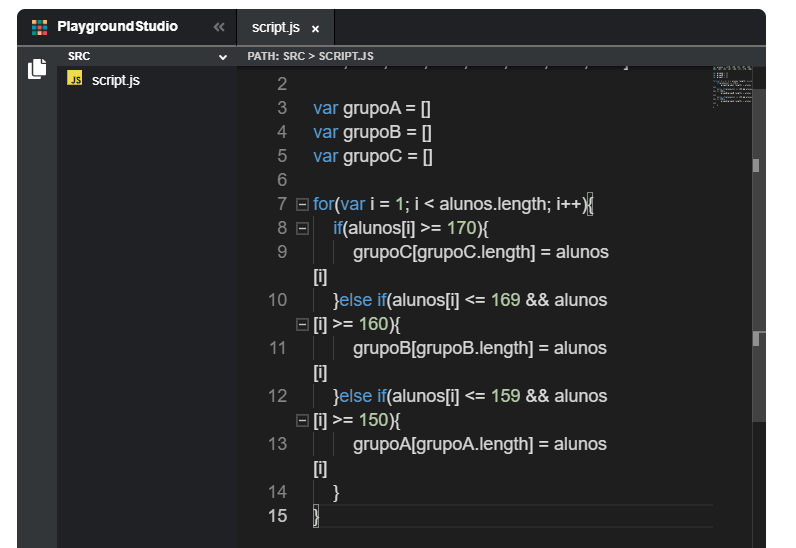 PlaygroundStudio
script.js ×
SRC
PATH: SRC > SCRIPT.JS
JS script.js
2
3 var grupoA = []
4 var grupoB = []
5 var grupoC = []
6
7 for(var i = 1; i < alunos.length; i++){
8 if(alunos[i] >= 170){
9 grupoC[grupoC.length] = alunos
[i]
10 }else if(alunos[i] <= 169 && alunos
[i] >= 160){
11 grupoB[grupoB.length] = alunos
[i]
12 }else if(alunos[i] <= 159 && alunos
[i] >= 150){
13 grupoA[grupoA.length] = alunos
[i]
14 }
15 }